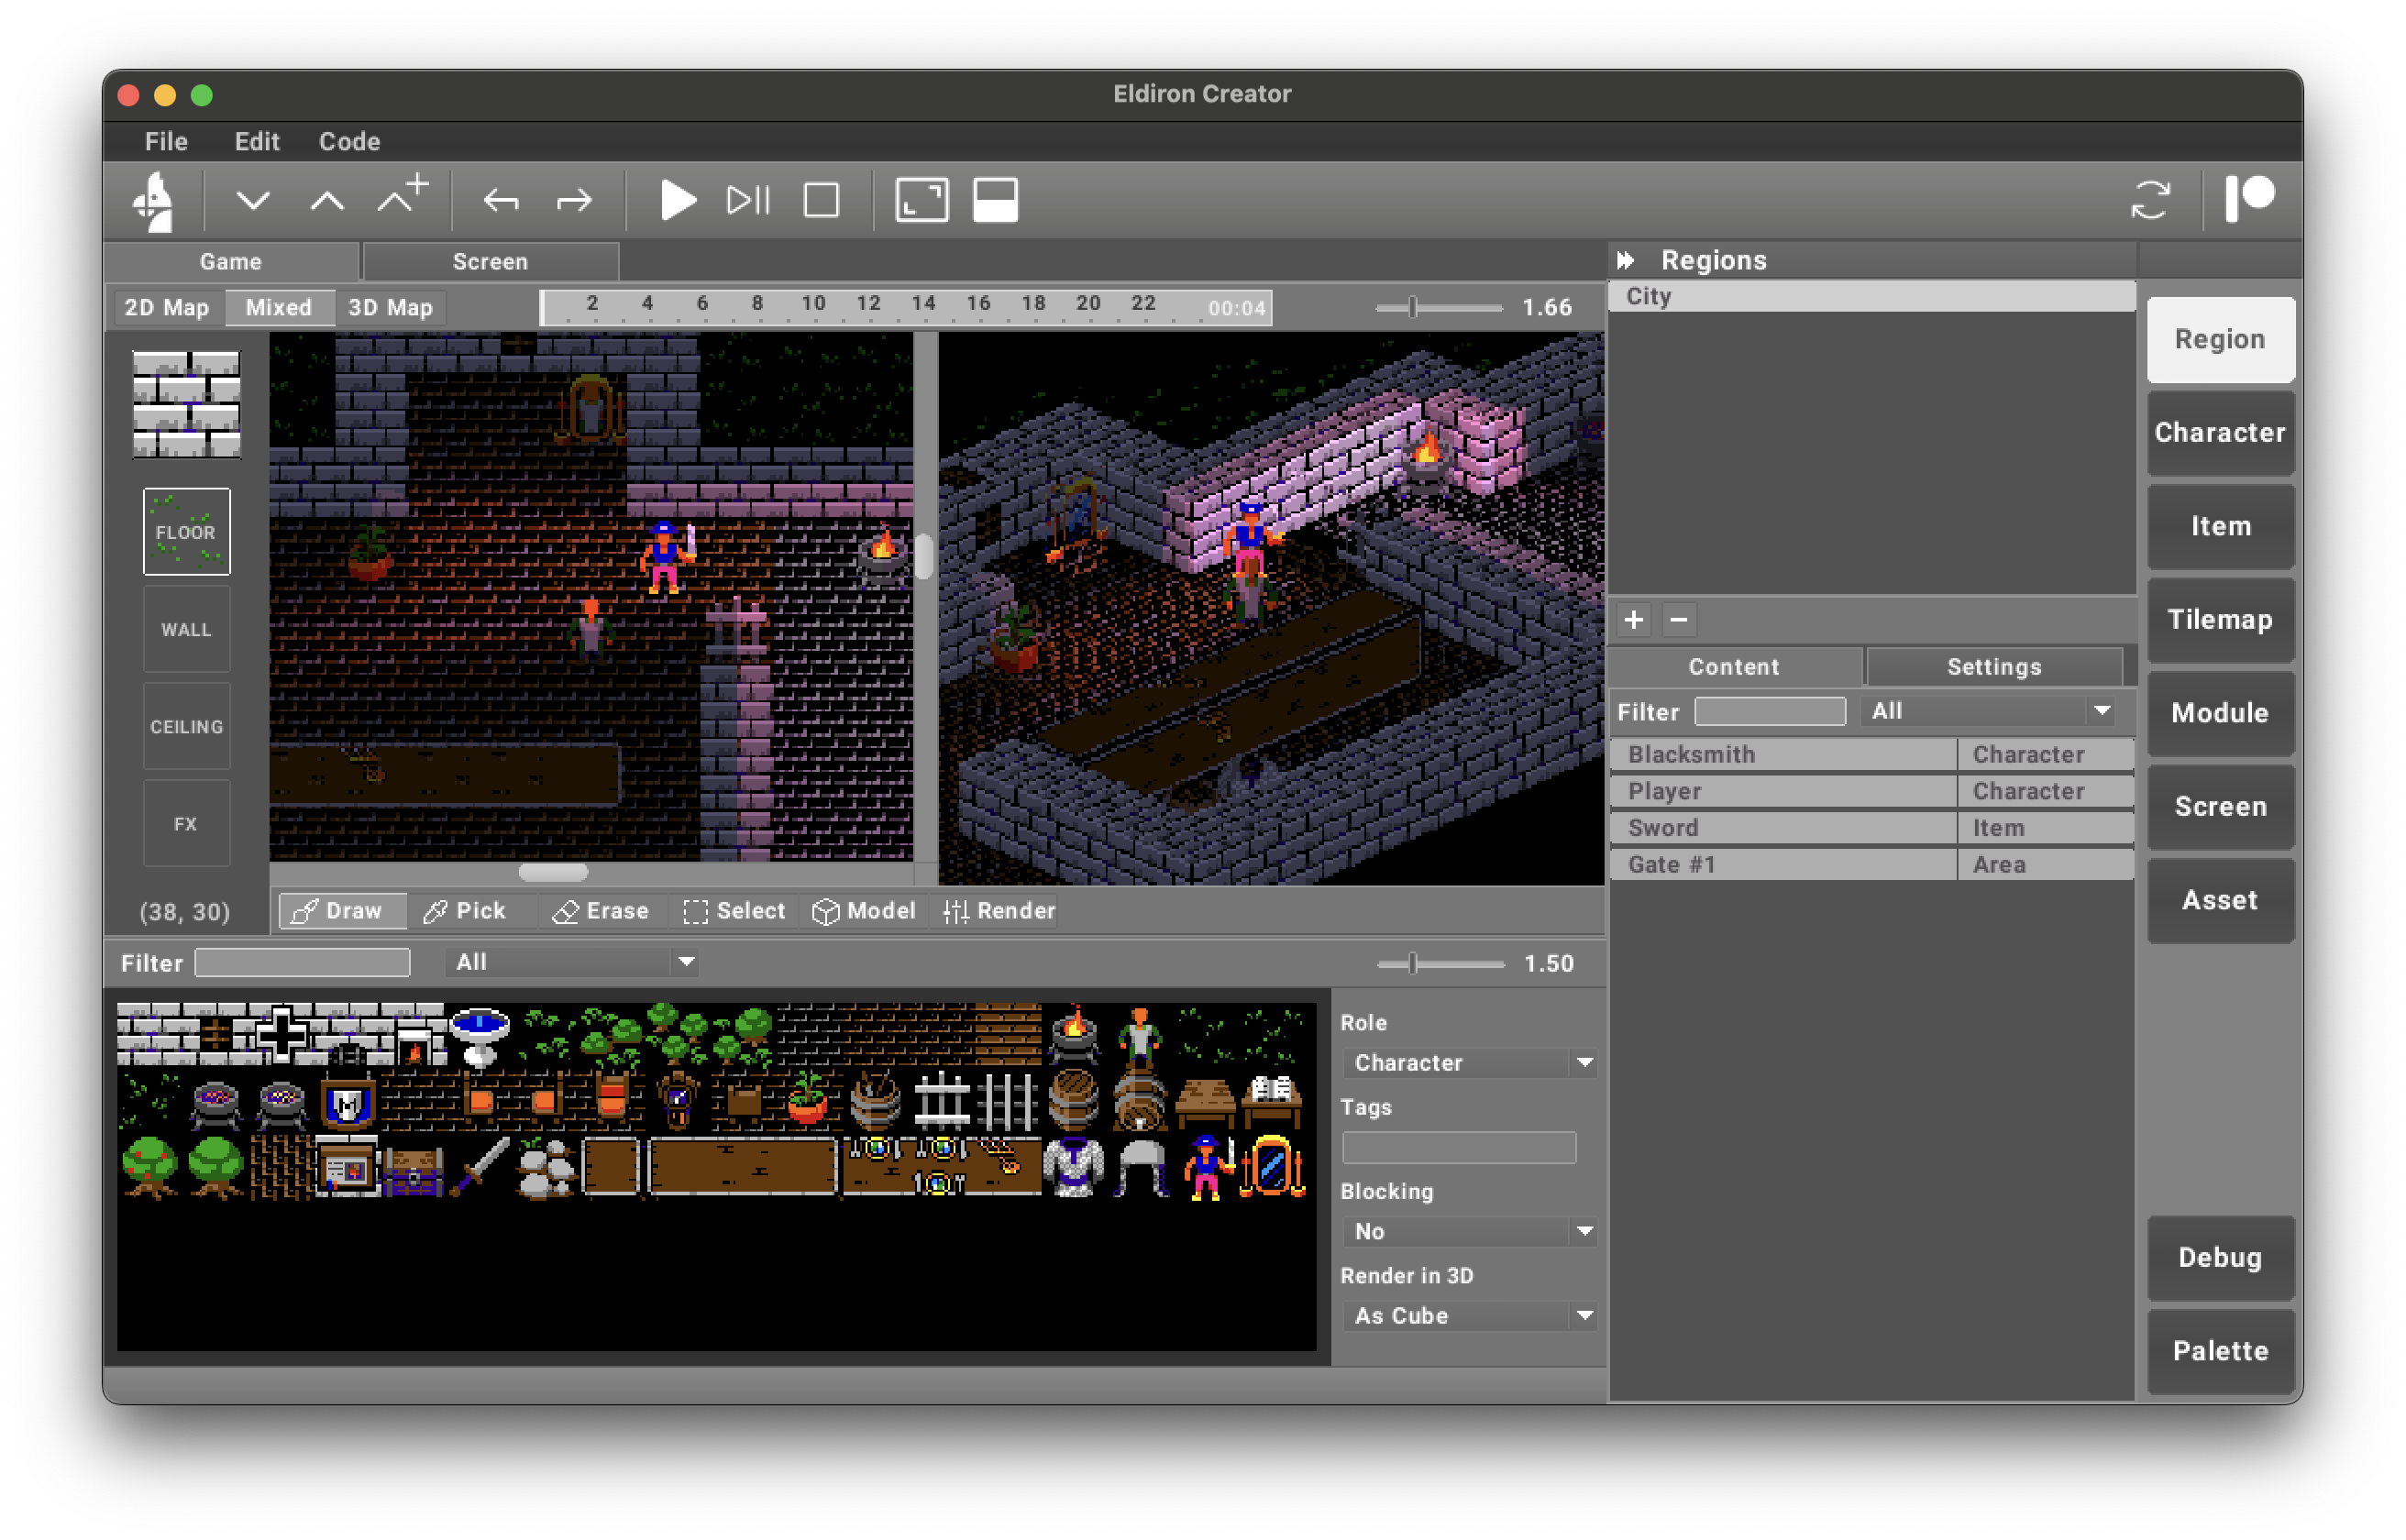 Eldiron Creator
File Edit Code
Game Screen
2D Map Mixed 3D Map
2 4 6 8 10 12 14 16 18 20 22 00:04
1.66
FLOOR
WALL
CEILING
FX
(38, 30)
Draw Pick Erase Select Model Render
Filter All 1.50
Role
Character
Tags
Blocking
No
Render in 3D
As Cube
Regions
City
+ −
Content Settings
Filter All
Blacksmith Character
Player Character
Sword Item
Gate #1 Area
Region
Character
Item
Tilemap
Module
Screen
Asset
Debug
Palette